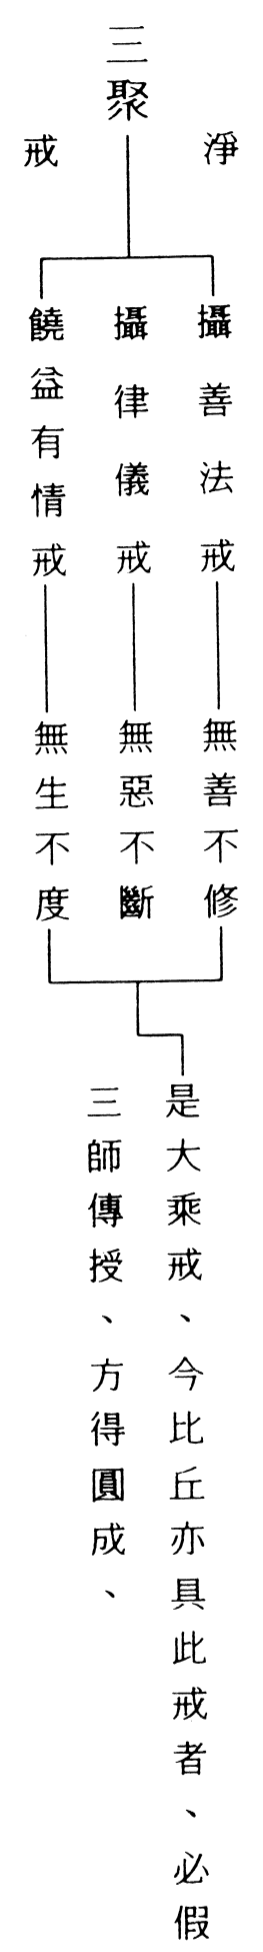 三聚
淨
戒
攝善法戒
無善不修
攝律儀戒
無惡不斷
饒益有情戒
無生不度
是大乘戒、今比丘亦具此戒者、必假
三師傳授、方得圓成、